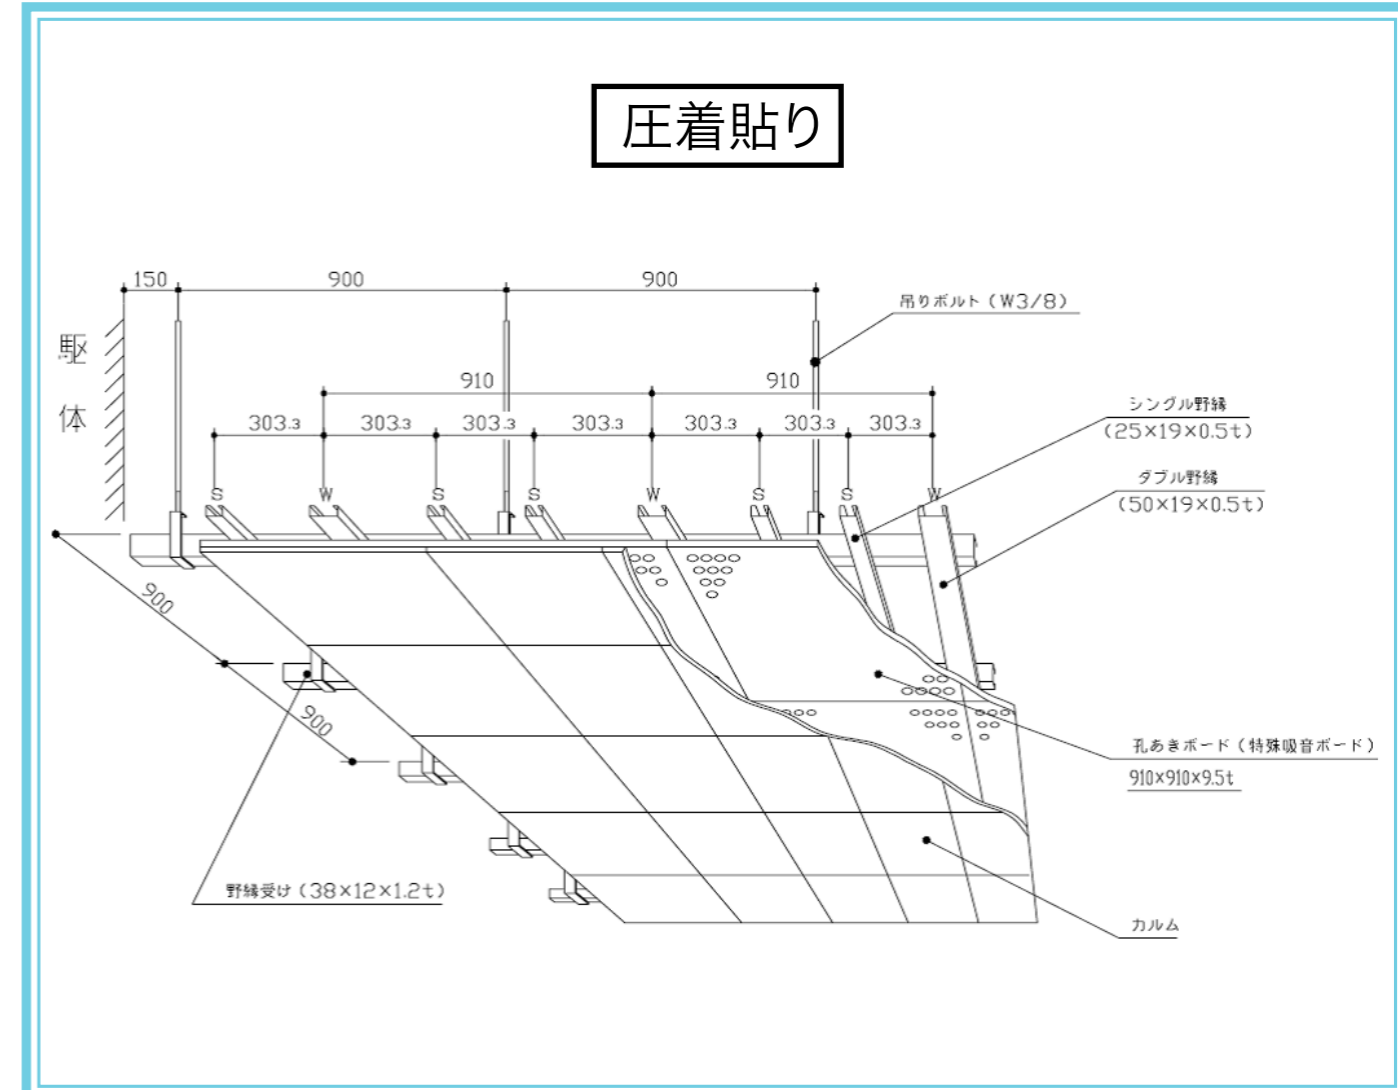 圧着貼り
150
900
900
吊りボルト（W3/8）
駆
体
910
910
303.3
303.3
303.3
303.3
303.3
303.3
303.3
シングル野縁
（25×19×0.5t）
ダブル野縁
（50×19×0.5t）
S
W
S
S
W
S
S
W
900
900
孔あきボード（特殊吸音ボード）
910×910×9.5t
野縁受け（38×12×1.2t）
カルム